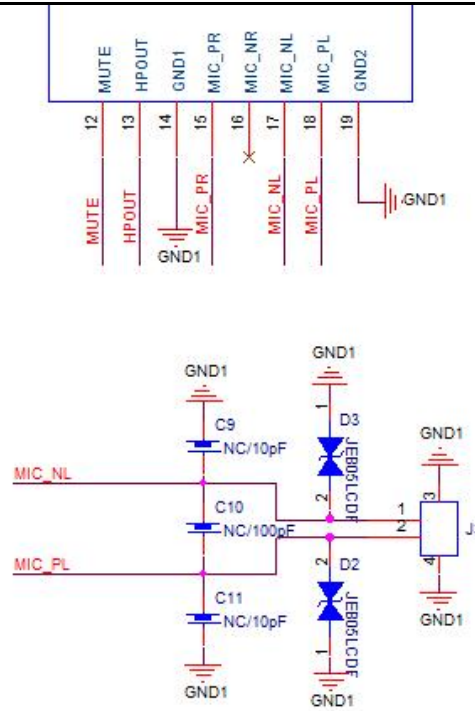 MUTE
HPOUT
GND1
MIC_PR
MIC_NR
MIC_NL
MIC_PL
GND2
12
13
14
15
16
17
18
19
MUTE
HPOUT
MIC_PR
MIC_NL
MIC_PL
GND1
GND1
GND1
GND1
C9
NC/10pF
1
D3
JEB05LCDF
2
GND1
3
MIC_NL
C10
NC/100pF
1
2
J
MIC_PL
C11
NC/10pF
2
D2
JEB05LCDF
1
4
GND1
GND1
GND1